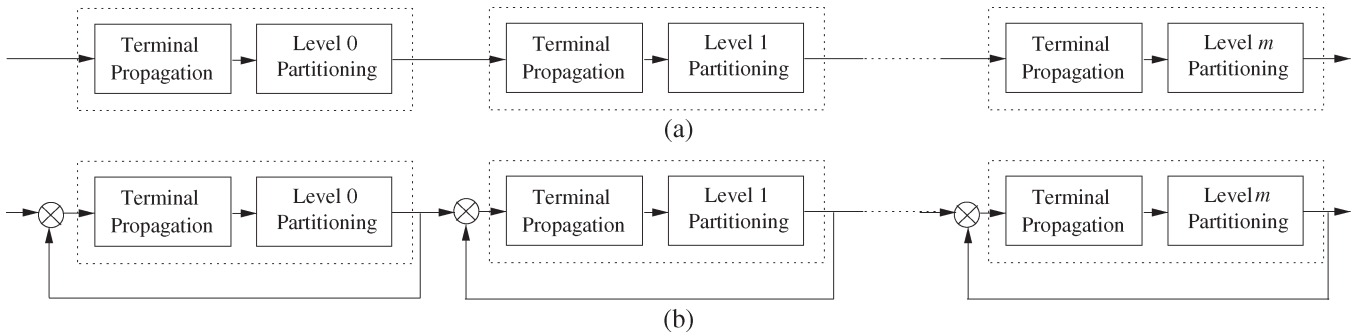 Terminal
Propagation
Level 0
Partitioning
Terminal
Propagation
Level 1
Partitioning
Terminal
Propagation
Level m
Partitioning
(a)
Terminal
Propagation
Level 0
Partitioning
Terminal
Propagation
Level 1
Partitioning
Terminal
Propagation
Level m
Partitioning
(b)